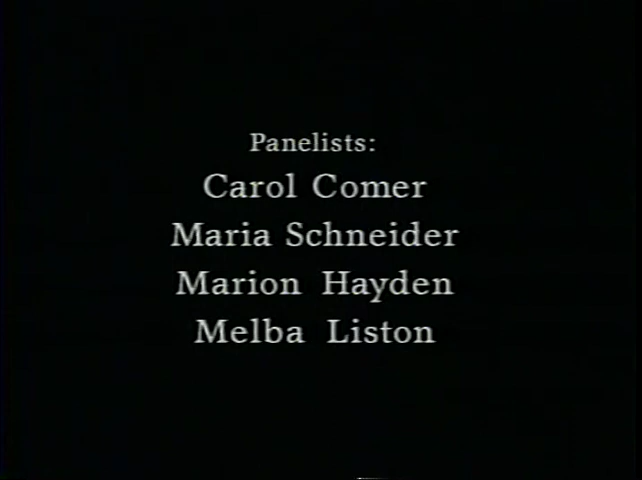 Panelists:
Carol Comer
Maria Schneider
Marion Hayden
Melba Liston